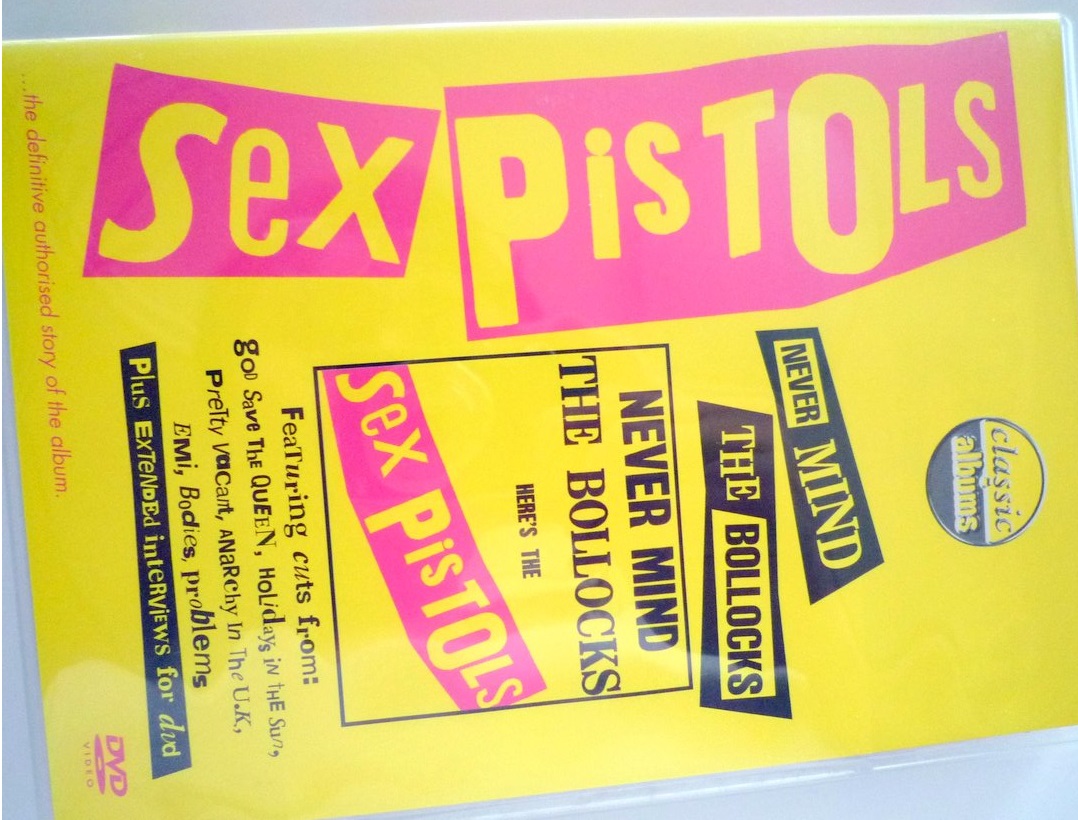 classic
albums
NEVER MIND
THE BOLLOCKS
SeX PisTOLS
NEVER MIND
THE BOLLOCKS
HERE'S THE
SeX PisTOLS
FeaTuring cuTs from:
goD Save The QuEEN, HoLidays iN tHE Sun,
PreTty vacant, ANaRchy In The U.K,
EMi, Bodies, problems
Plus ExTeNDEd inteRViEWs for dvd
...the definitive authorised story of the album.
DVD
VIDEO